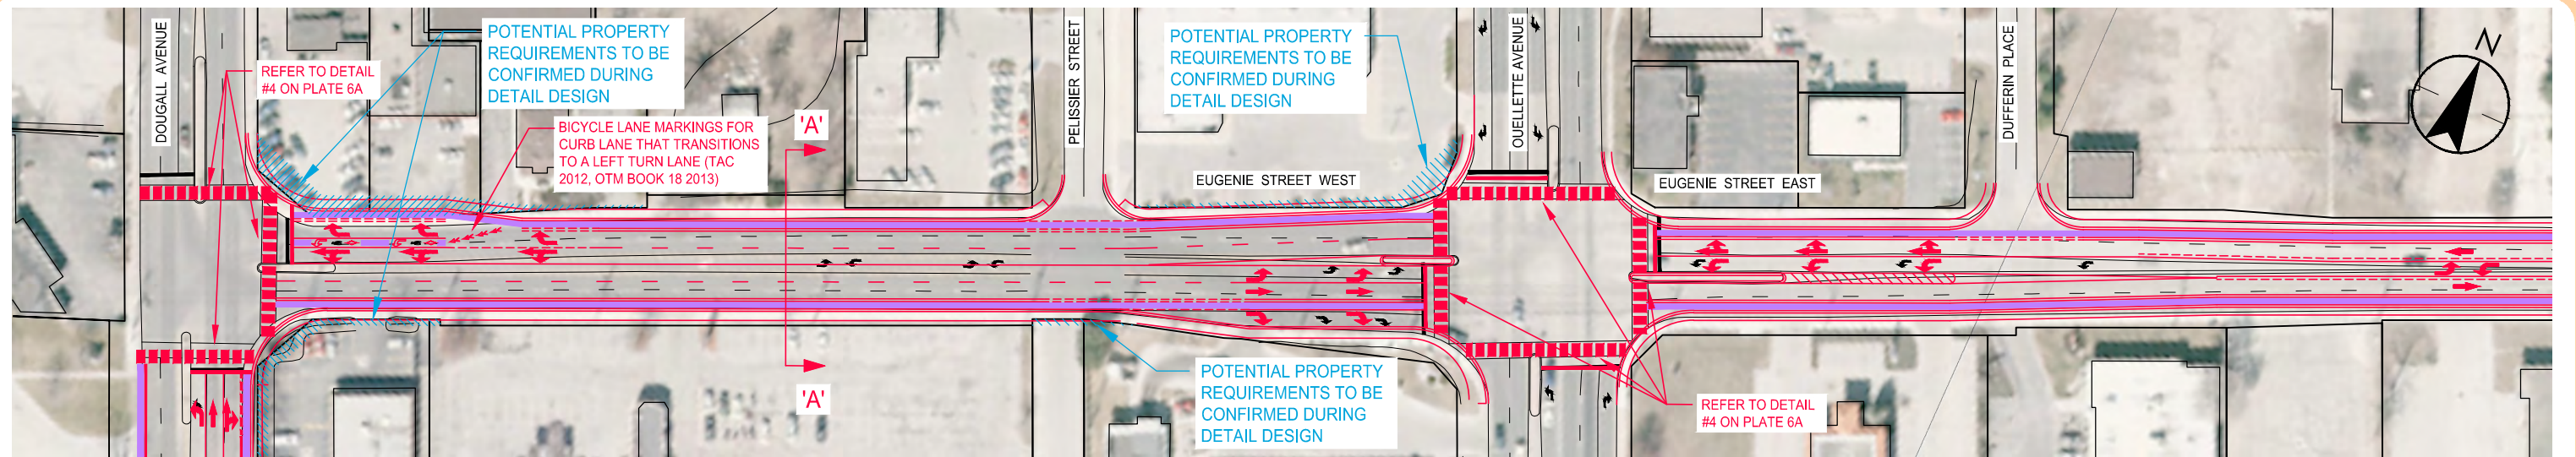 DOUGALL AVENUE
REFER TO DETAIL
#4 ON PLATE 6A
POTENTIAL PROPERTY
REQUIREMENTS TO BE
CONFIRMED DURING
DETAIL DESIGN
BICYCLE LANE MARKINGS FOR
CURB LANE THAT TRANSITIONS
TO A LEFT TURN LANE (TAC
2012, OTM BOOK 18 2013)
'A'
'A'
PELISSIER STREET
POTENTIAL PROPERTY
REQUIREMENTS TO BE
CONFIRMED DURING
DETAIL DESIGN
EUGENIE STREET WEST
OUELLETTE AVENUE
EUGENIE STREET EAST
DUFFERIN PLACE
N
POTENTIAL PROPERTY
REQUIREMENTS TO BE
CONFIRMED DURING
DETAIL DESIGN
REFER TO DETAIL
#4 ON PLATE 6A